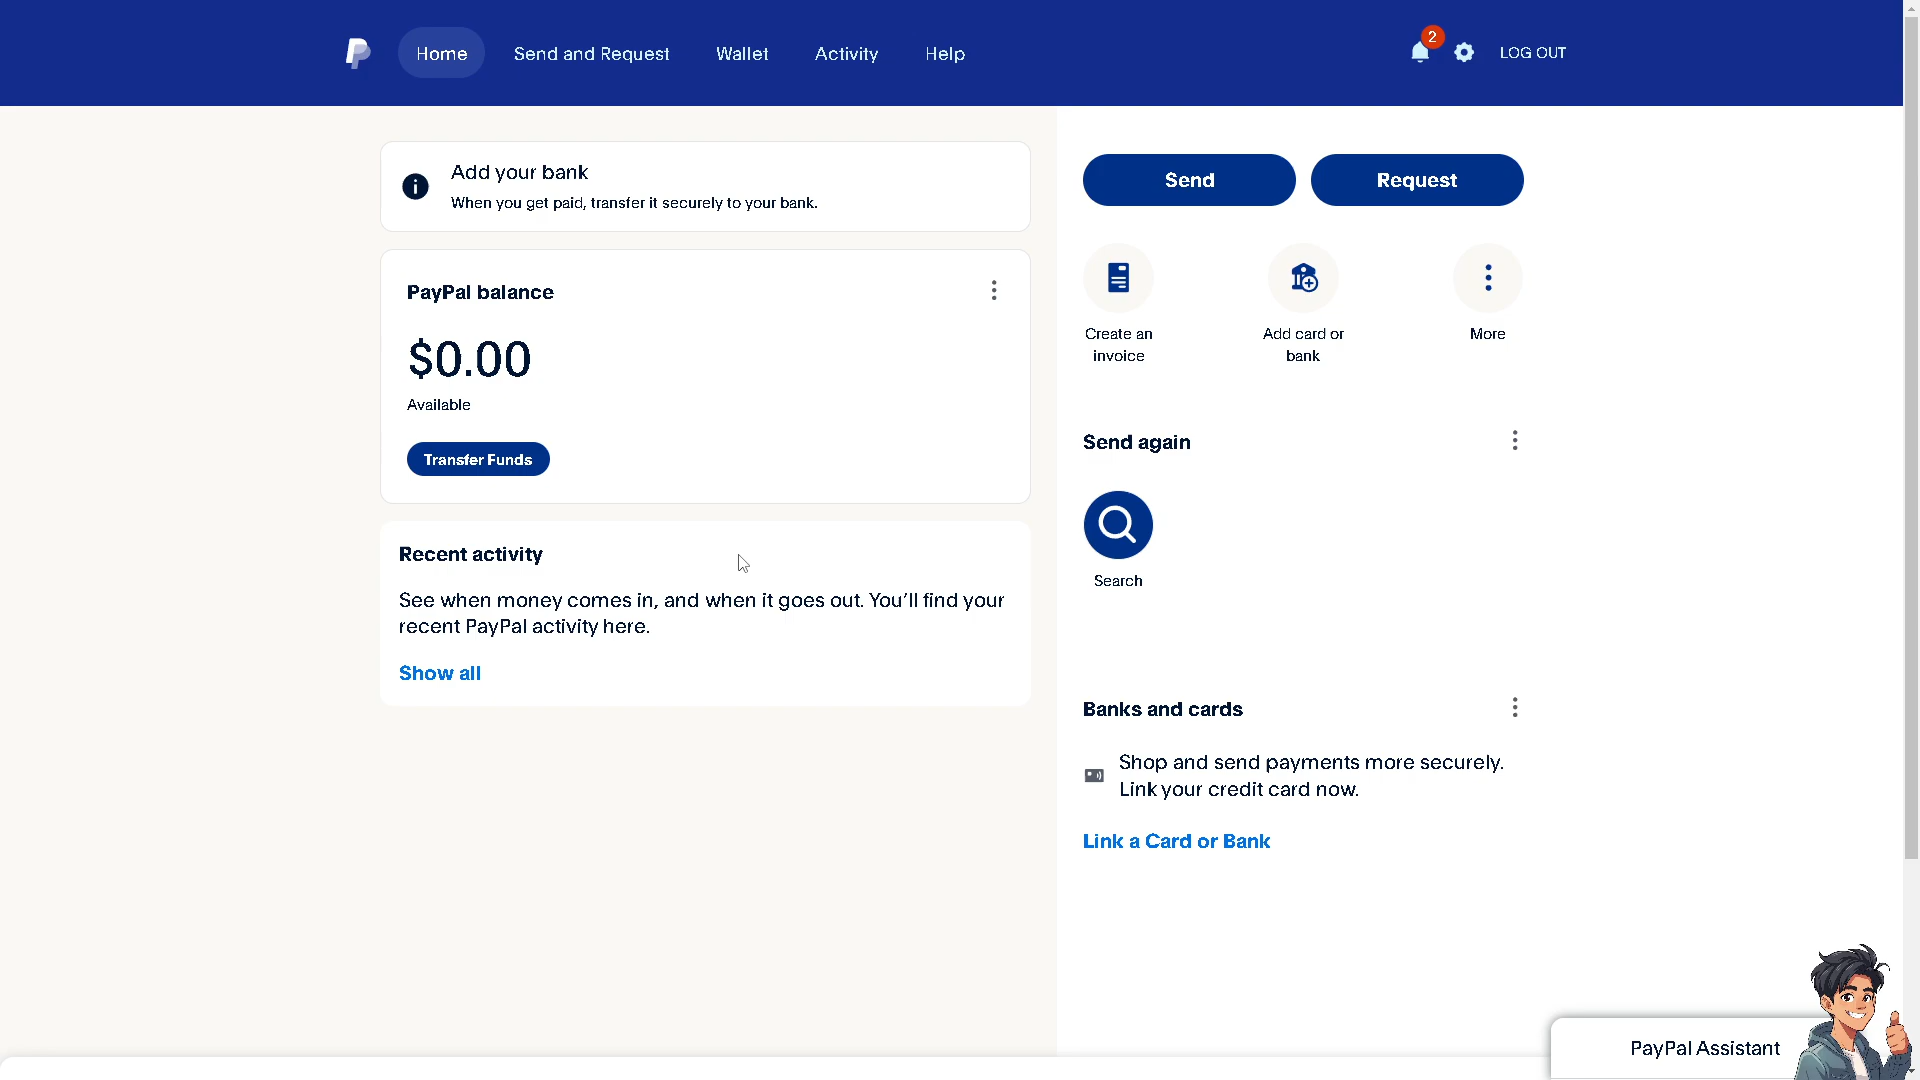 Home
Send and Request
Wallet
Activity
Help
2
LOG OUT
Add your bank
When you get paid, transfer it securely to your bank.
PayPal balance
$0.00
Available
Transfer Funds
Recent activity
See when money comes in, and when it goes out. You'll find your
recent PayPal activity here.
Show all
Send
Request
Create an
invoice
Add card or
bank
More
Send again
Search
Banks and cards
Shop and send payments more securely.
Link your credit card now.
Link a Card or Bank
PayPal Assistant